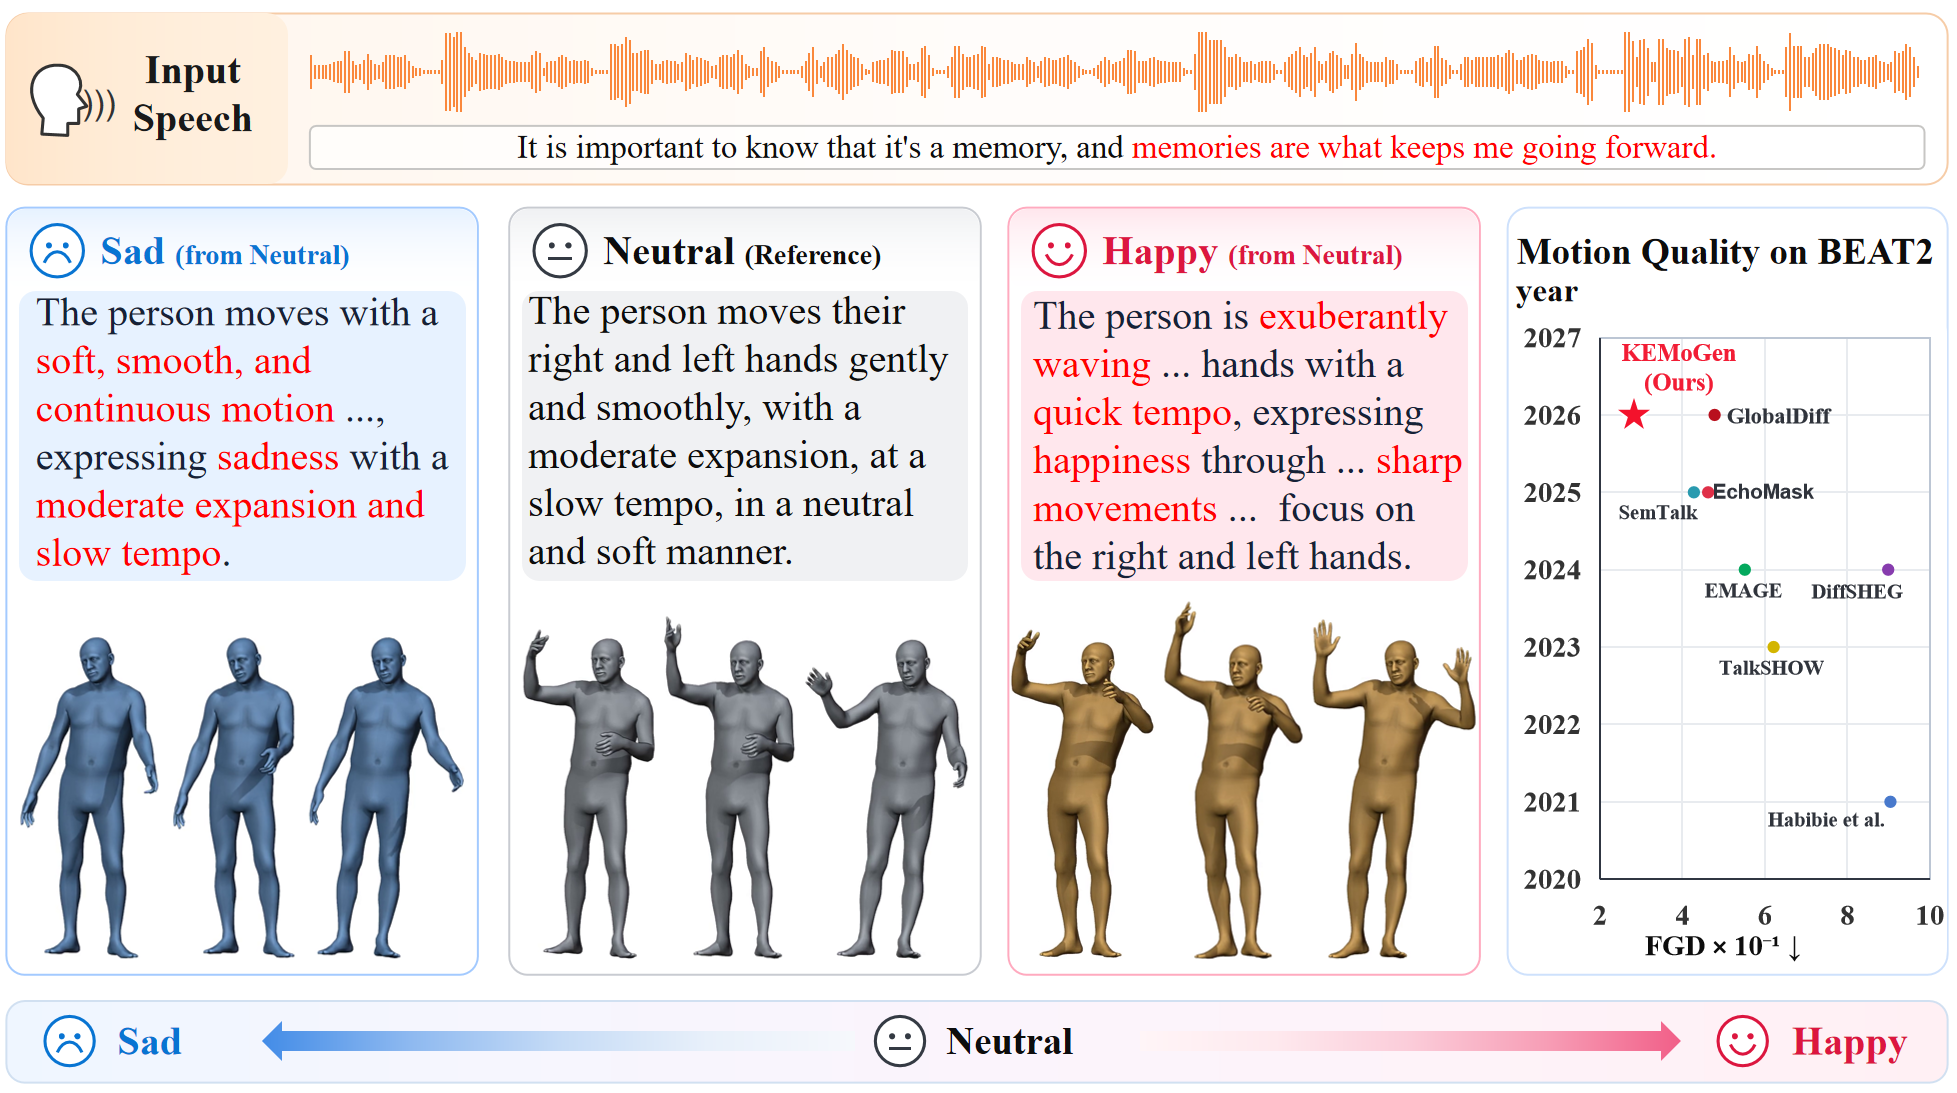 Input
Speech
It is important to know that it's a memory, and memories are what keeps me going forward.
Sad (from Neutral)
The person moves with a
soft, smooth, and
continuous motion ...,
expressing sadness with a
moderate expansion and
slow tempo.
Neutral (Reference)
The person moves their
right and left hands gently
and smoothly, with a
moderate expansion, at a
slow tempo, in a neutral
and soft manner.
Happy (from Neutral)
The person is exuberantly
waving ... hands with a
quick tempo, expressing
happiness through ... sharp
movements ... focus on
the right and left hands.
Motion Quality on BEAT2
year
2027
KEMoGen
(Ours)
2026
GlobalDiff
2025
EchoMask
SemTalk
2024
EMAGE
DiffSHEG
2023
TalkSHOW
2022
2021
Habibie et al.
2020
2 4 6 8 10
FGD × 10⁻¹ ↓
Sad
Neutral
Happy